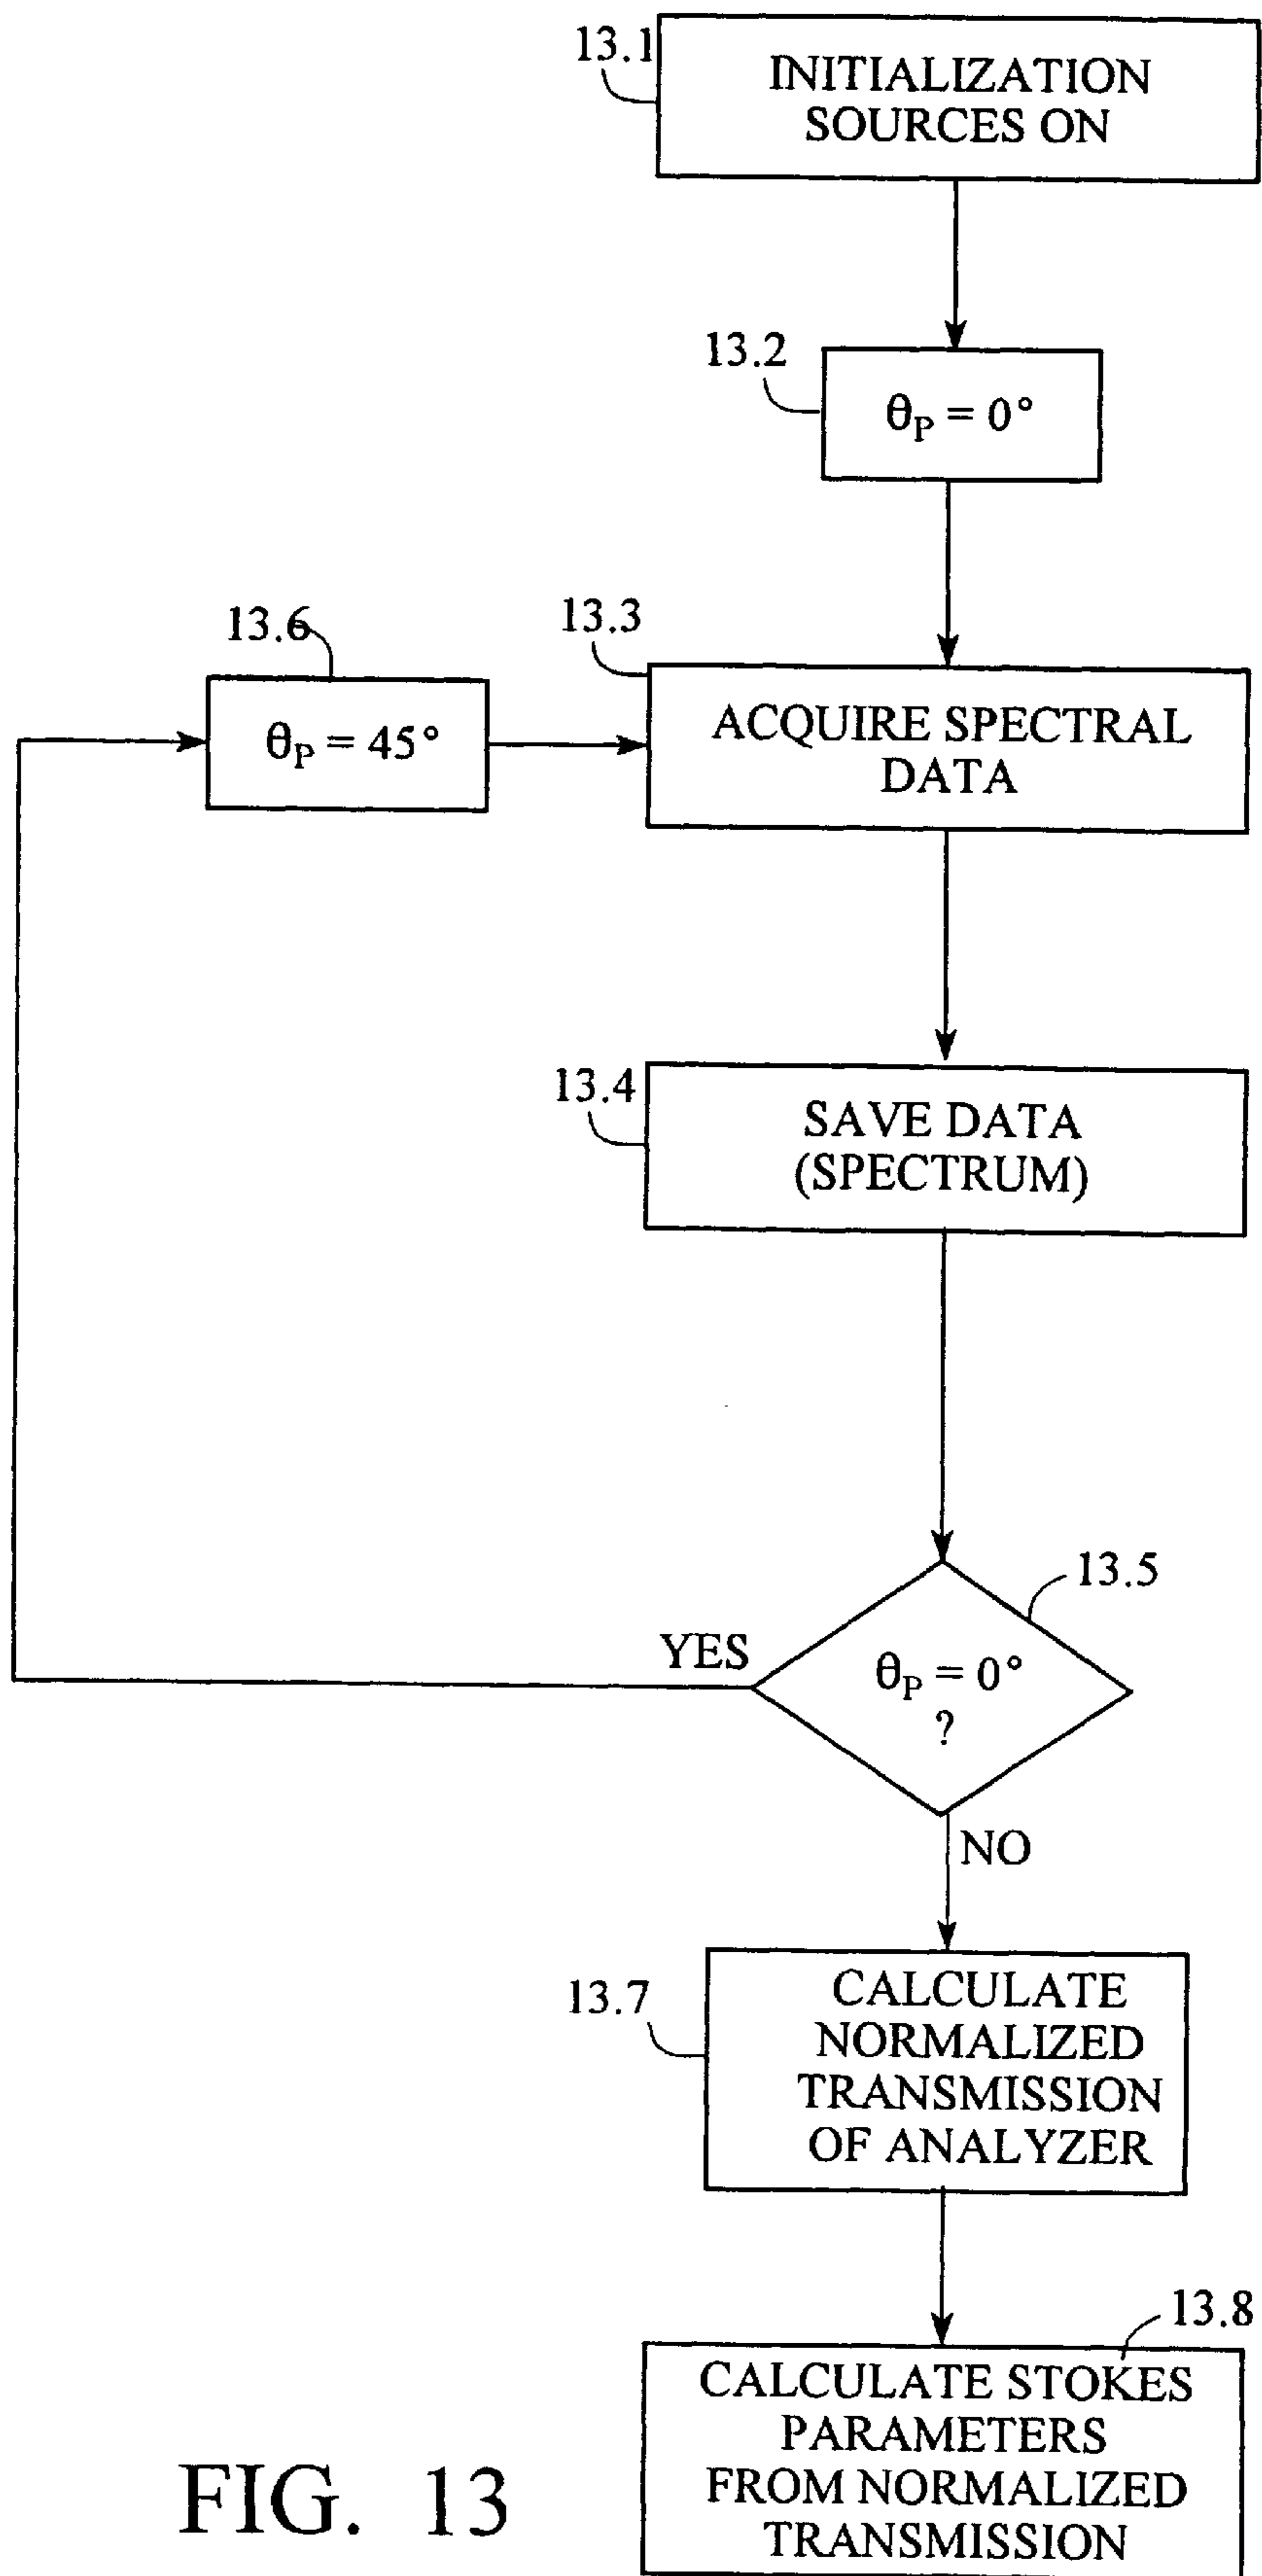 13.1
INITIALIZATION
SOURCES ON
13.2
θP = 0°
13.6
θP = 45°
13.3
ACQUIRE SPECTRAL
DATA
13.4
SAVE DATA
(SPECTRUM)
13.5
YES
θP = 0°
?
NO
13.7
CALCULATE
NORMALIZED
TRANSMISSION
OF ANALYZER
13.8
CALCULATE STOKES
PARAMETERS
FROM NORMALIZED
TRANSMISSION
FIG. 13